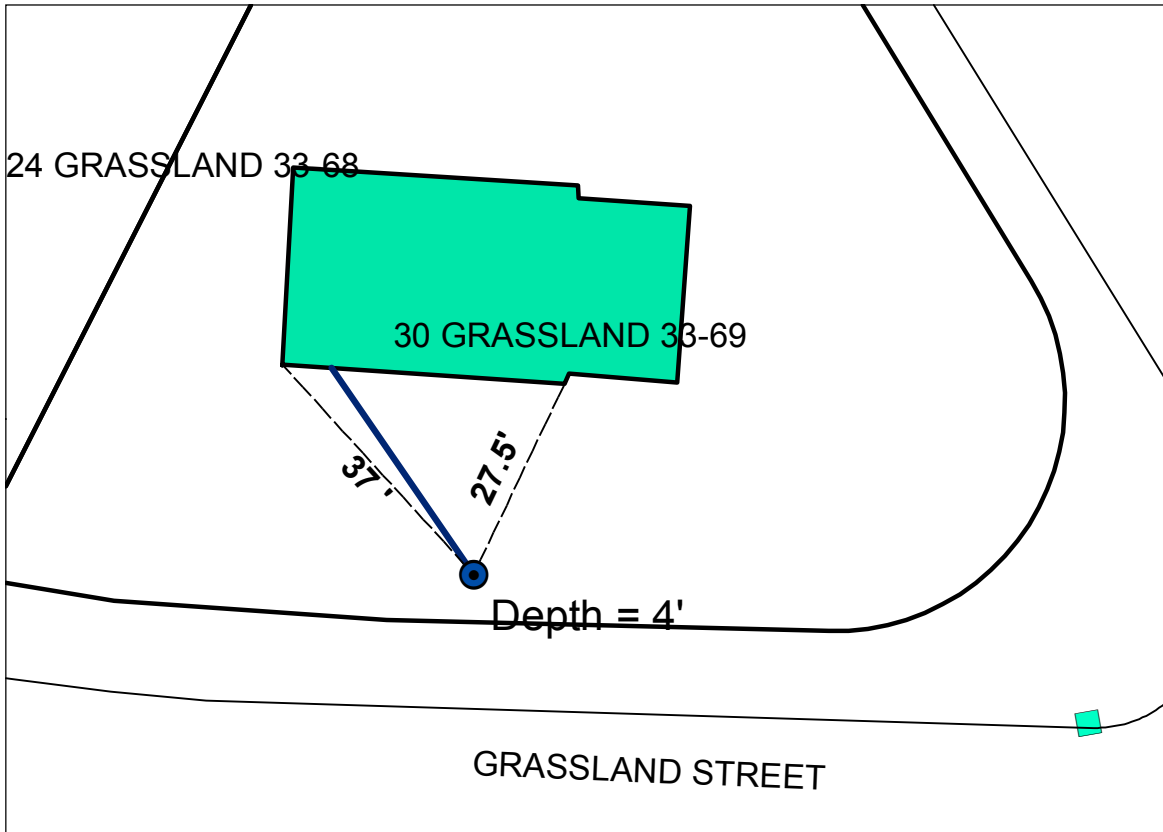 24 GRASSLAND 33-68
30 GRASSLAND 33-69
37 '
27.5'
Depth = 4'
GRASSLAND STREET